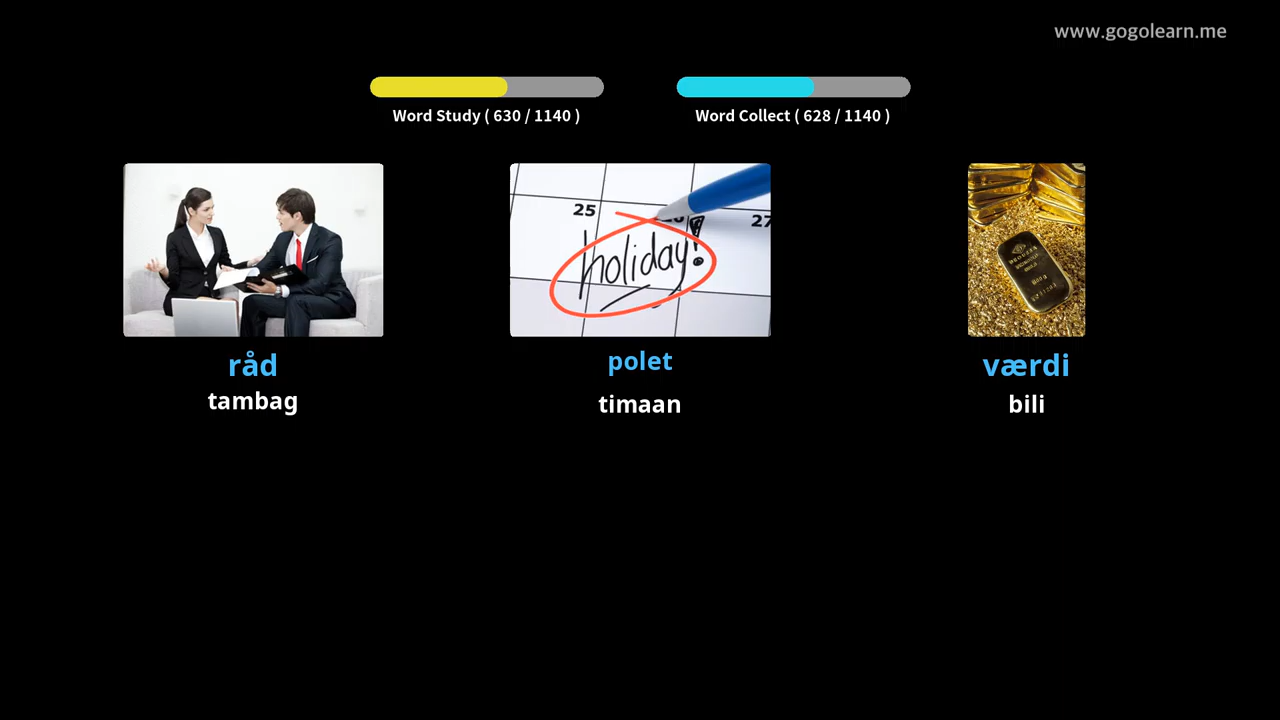 www.gogolearn.me
Word Study ( 630 / 1140 )
Word Collect ( 628 / 1140 )
25
27
holiday!
råd
polet
værdi
tambag
timaan
bili